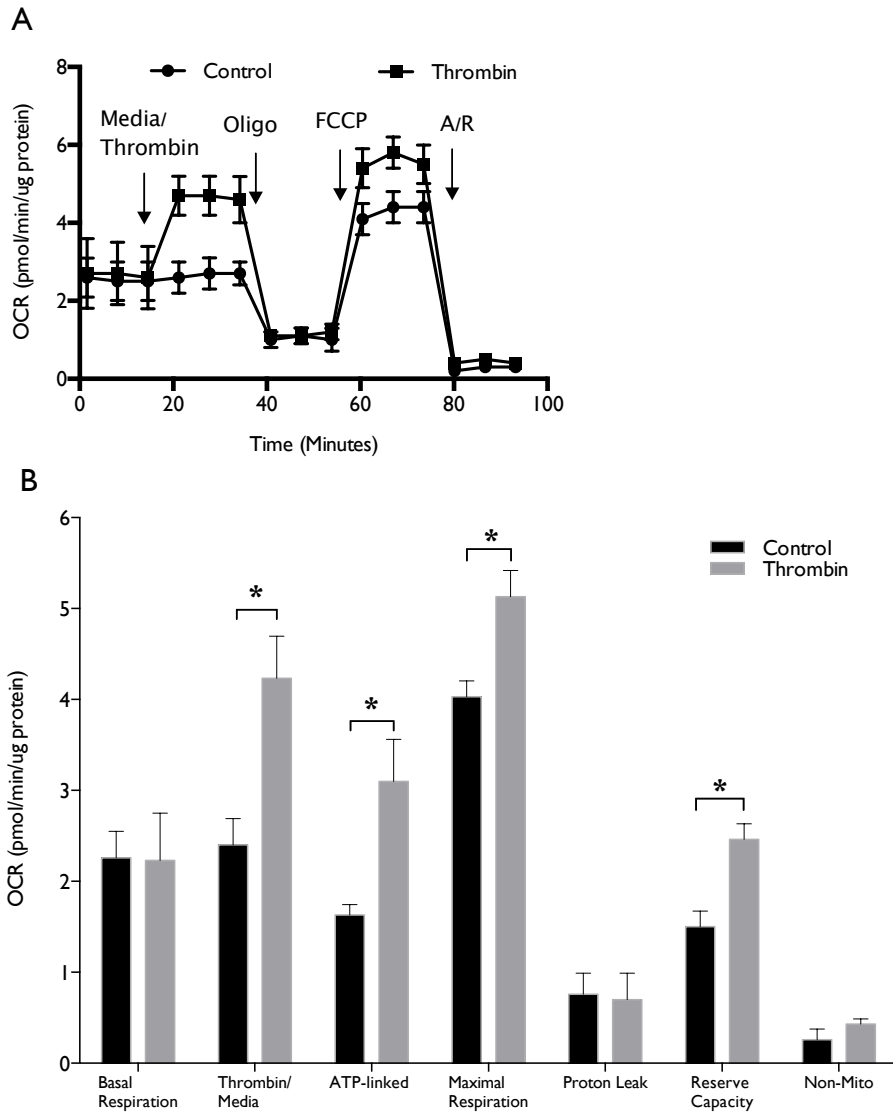 A
Control
Thrombin
Media/
Thrombin
Oligo
FCCP
A/R
OCR (pmol/min/ug protein)
8
6
4
2
0
0 20 40 60 80 100
Time (Minutes)
B
Control
Thrombin
OCR (pmol/min/ug protein)
6
5
4
3
2
1
0
*
*
*
*
Basal
Respiration
Thrombin/
Media
ATP-linked
Maximal
Respiration
Proton Leak
Reserve
Capacity
Non-Mito